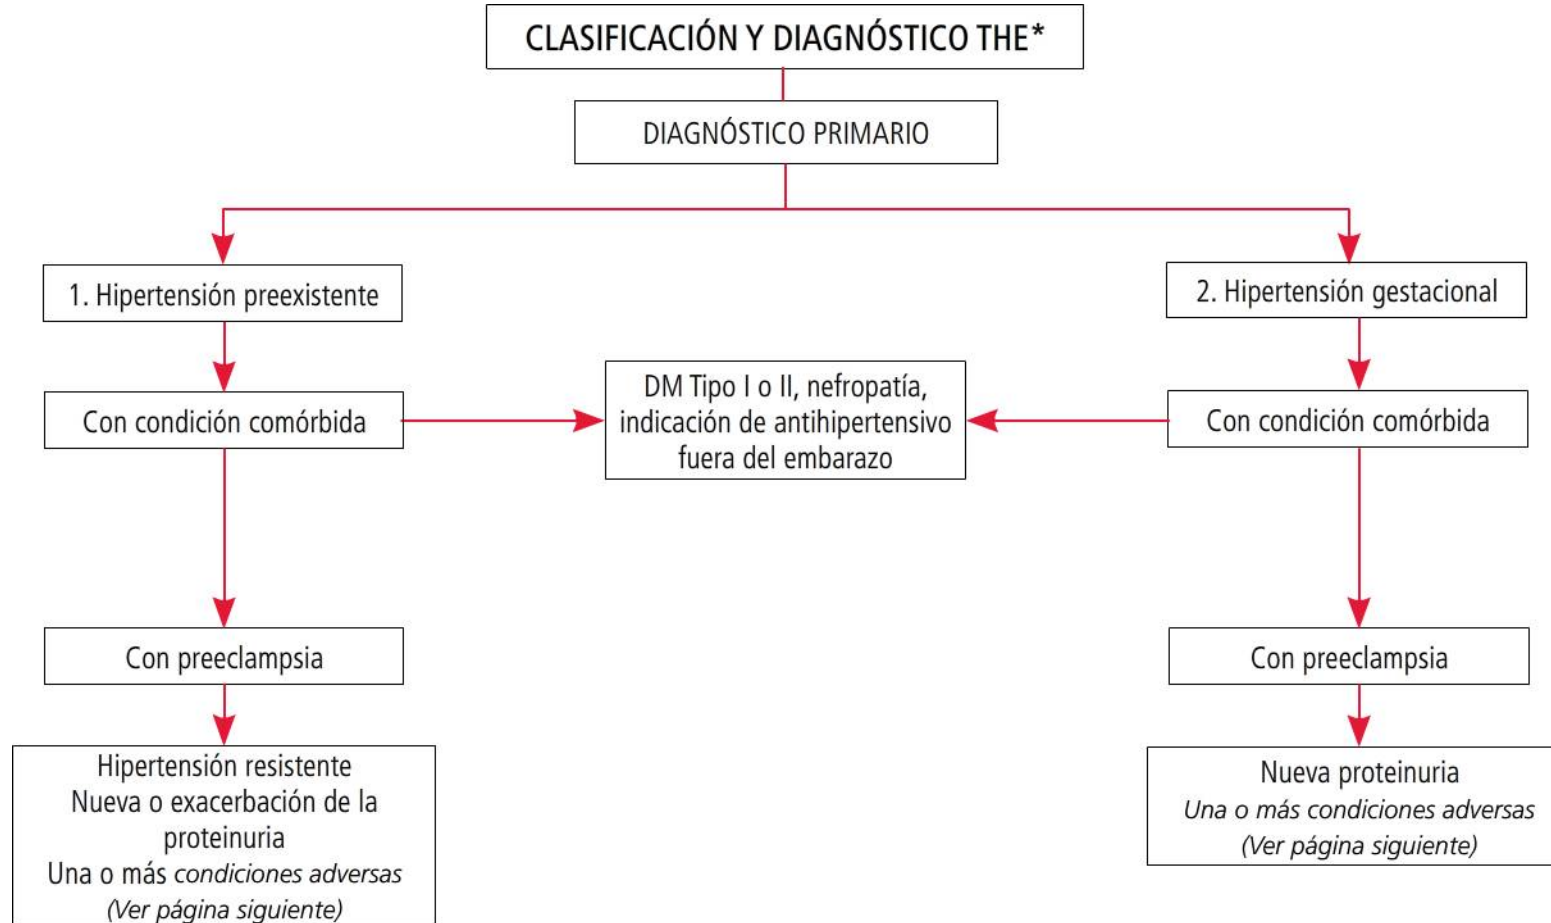 CLASIFICACIÓN Y DIAGNÓSTICO THE*
DIAGNÓSTICO PRIMARIO
1. Hipertensión preexistente
2. Hipertensión gestacional
Con condición comórbida
DM Tipo I o II, nefropatía,
indicación de antihipertensivo
fuera del embarazo
Con condición comórbida
Con preeclampsia
Con preeclampsia
Hipertensión resistente
Nueva o exacerbación de la
proteinuria
Una o más condiciones adversas
(Ver página siguiente)
Nueva proteinuria
Una o más condiciones adversas
(Ver página siguiente)